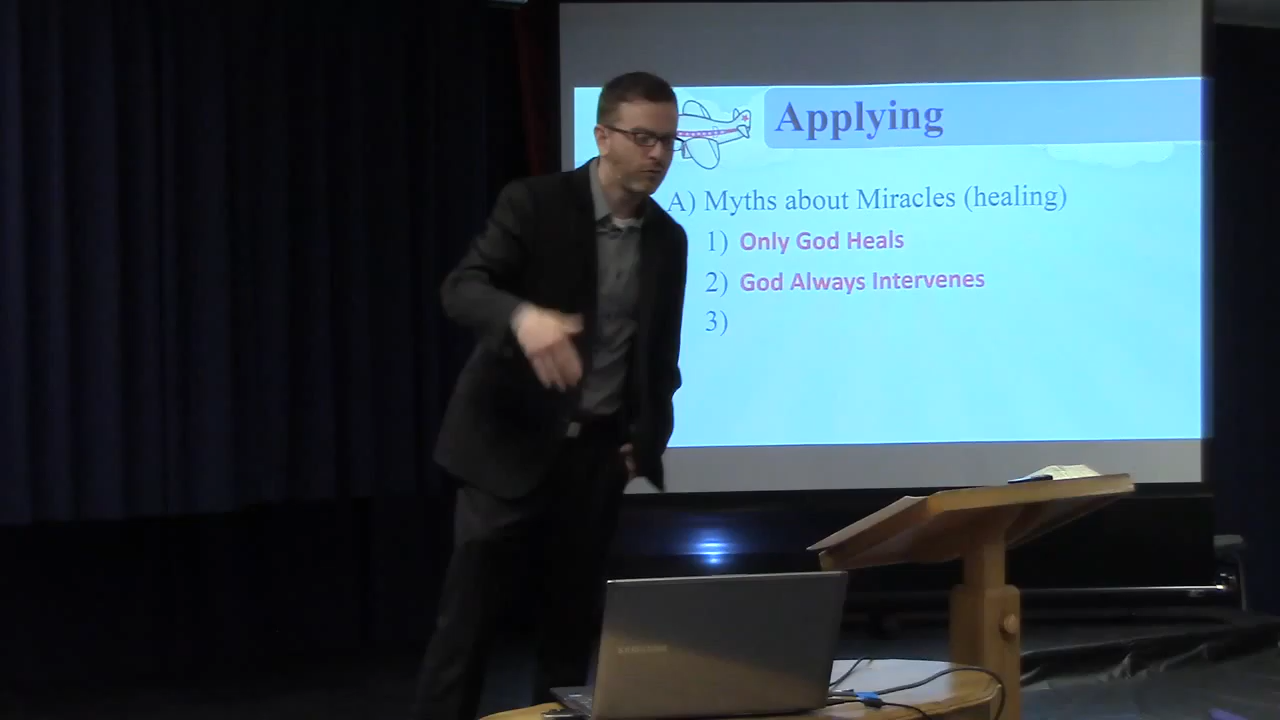 Applying
A) Myths about Miracles (healing)
1) Only God Heals
2) God Always Intervenes
3)